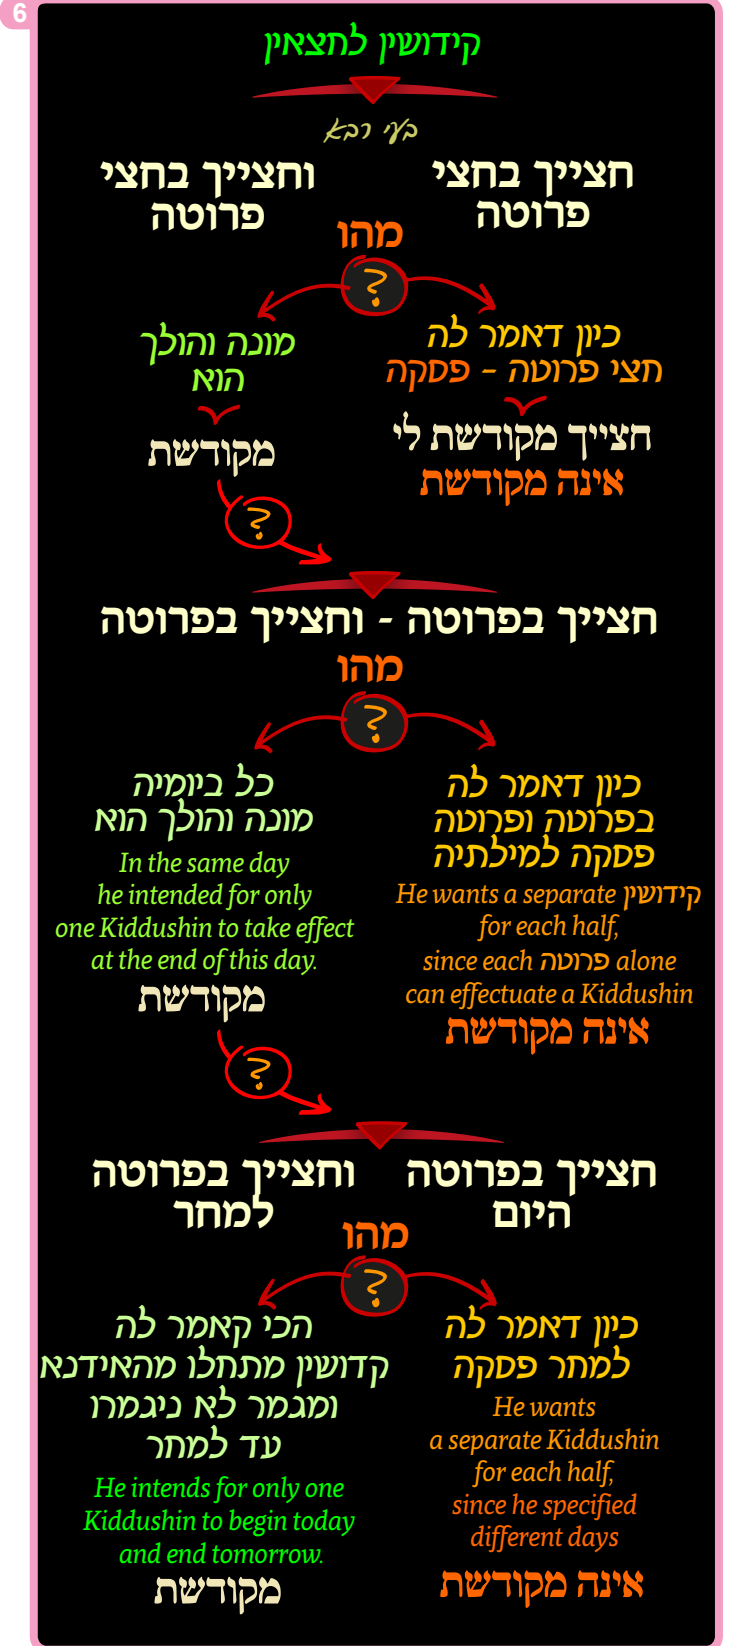 6
קידושין לחצאין
בעי רבא
חצייך בחצי
פרוטה
וחצייך בחצי
פרוטה
מהו
?
כיון דאמר לה
חצי פרוטה - פסקה
חצייך מקודשת לי
אינה מקודשת
מונה והולך
הוא
מקודשת
?
חצייך בפרוטה - וחצייך בפרוטה
מהו
?
כיון דאמר לה
בפרוטה ופרוטה
פסקה למילתיה
He wants a separate קידושין
for each half,
since each פרוטה alone
can effectuate a Kiddushin
אינה מקודשת
כל ביומיה
מונה והולך הוא
In the same day
he intended for only
one Kiddushin to take effect
at the end of this day.
מקודשת
?
חצייך בפרוטה
היום
וחצייך בפרוטה
למחר
מהו
?
כיון דאמר לה
למחר פסקה
He wants
a separate Kiddushin
for each half,
since he specified
different days
אינה מקודשת
הכי קאמר לה
קדושין מתחלו מהאידנא
ומגמר לא ניגמרו
עד למחר
He intends for only one
Kiddushin to begin today
and end tomorrow.
מקודשת